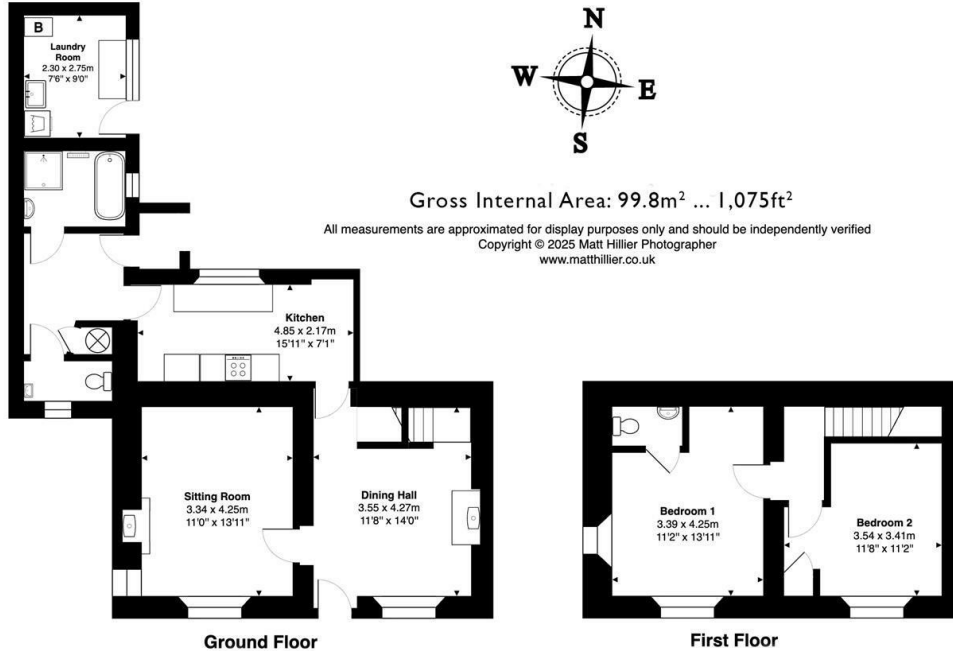 B
Laundry
Room
2.30 x 2.75m
7'6" x 9'0"
N
W
E
S
Gross Internal Area: 99.8m² ... 1,075ft²
All measurements are approximated for display purposes only and should be independently verified
Copyright © 2025 Matt Hillier Photographer
www.matthillier.co.uk
Kitchen
4.85 x 2.17m
15'11" x 7'1"
Sitting Room
3.34 x 4.25m
11'0" x 13'11"
Dining Hall
3.55 x 4.27m
11'8" x 14'0"
Ground Floor
Bedroom 1
3.39 x 4.25m
11'2" x 13'11"
Bedroom 2
3.54 x 3.41m
11'8" x 11'2"
First Floor